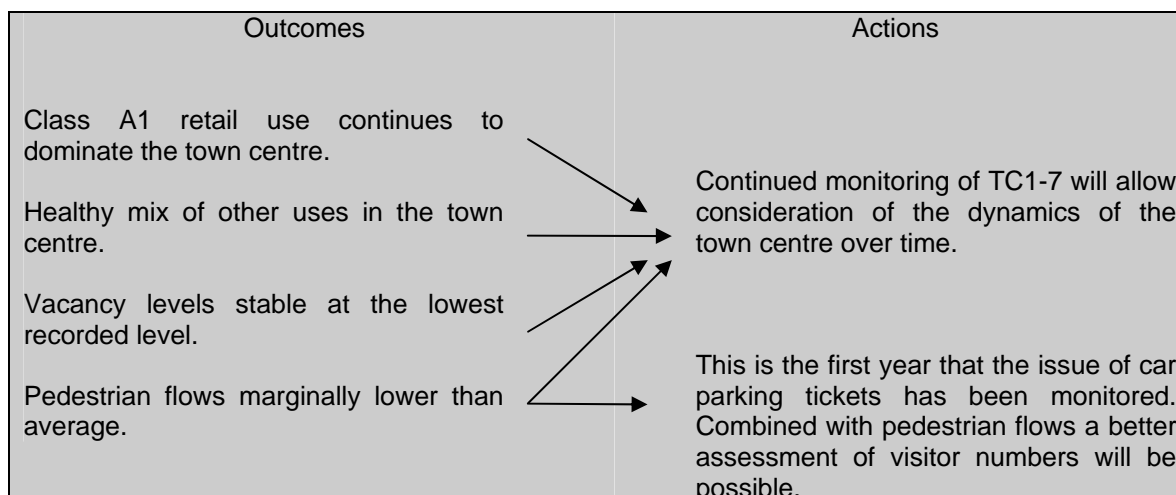 Outcomes
Class A1 retail use continues to
dominate the town centre.
Healthy mix of other uses in the town
centre.
Vacancy levels stable at the lowest
recorded level.
Pedestrian flows marginally lower than
average.
Actions
Continued monitoring of TC1-7 will allow
consideration of the dynamics of the
town centre over time.
This is the first year that the issue of car
parking tickets has been monitored.
Combined with pedestrian flows a better
assessment of visitor numbers will be
possible.